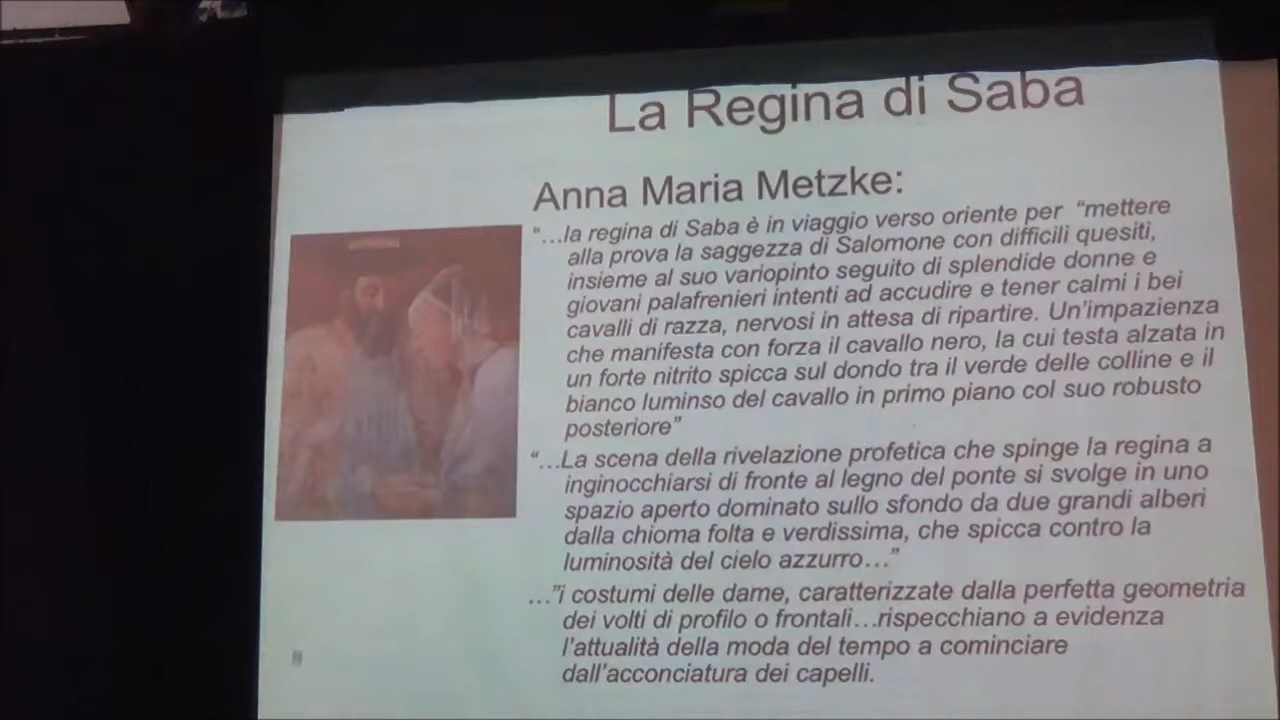 La Regina di Saba
Anna Maria Metzke:
“…la regina di Saba è in viaggio verso oriente per “mettere
alla prova la saggezza di Salomone con difficili quesiti,
insieme al suo variopinto seguito di splendide donne e
giovani palafrenieri intenti ad accudire e tener calmi i bei
cavalli di razza, nervosi in attesa di ripartire. Un’impazienza
che manifesta con forza il cavallo nero, la cui testa alzata in
un forte nitrito spicca sul dondo tra il verde delle colline e il
bianco luminso del cavallo in primo piano col suo robusto
posteriore”
“…La scena della rivelazione profetica che spinge la regina a
inginocchiarsi di fronte al legno del ponte si svolge in uno
spazio aperto dominato sullo sfondo da due grandi alberi
dalla chioma folta e verdissima, che spicca contro la
luminosità del cielo azzurro…”
…”i costumi delle dame, caratterizzate dalla perfetta geometria
dei volti di profilo o frontali…rispecchiano a evidenza
l’attualità della moda del tempo a cominciare
dall’acconciatura dei capelli.